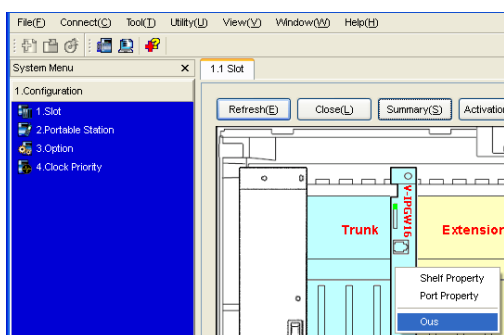 File(F) Connect(C) Tool(T) Utility(U) View(V) Window(W) Help(H)
System Menu
1.1 Slot
1.Configuration
1.Slot
2.Portable Station
3.Option
4.Clock Priority
Refresh(E) Close(L) Summary(S) Activation
V-IPGW16
Trunk
Extension
Shelf Property
Port Property
Ous